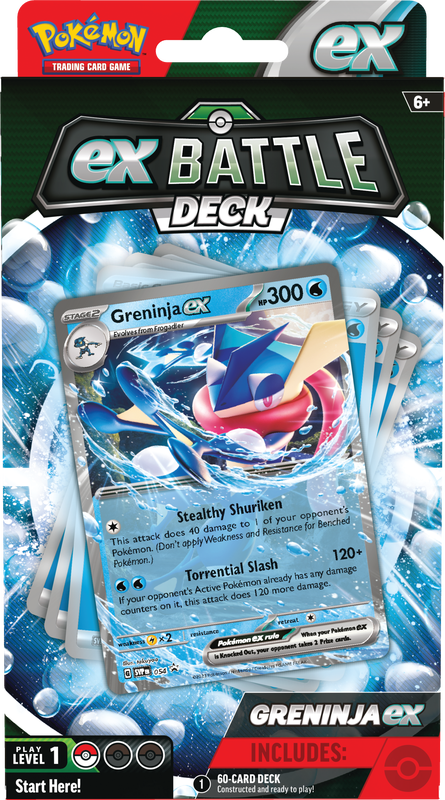 POKÉMON
TRADING CARD GAME
ex
6+
ex BATTLE
DECK
STAGE2
Greninja ex
HP 300
Evolves from Frogadier
Stealthy Shuriken
This attack does 40 damage to 1 of your opponent's
Pokémon. (Don't apply Weakness and Resistance for Benched
Pokémon.)
Torrential Slash 120+
If your opponent's Active Pokémon already has any damage
counters on it, this attack does 120 more damage.
weakness ×2 resistance retreat
Pokémon ex rule When your Pokémon ex
is Knocked Out, your opponent takes 2 Prize cards.
G SVP EN 054
GRENINJA ex
PLAY
LEVEL 1
Start Here!
INCLUDES:
1 60-CARD DECK
Constructed and ready to play!